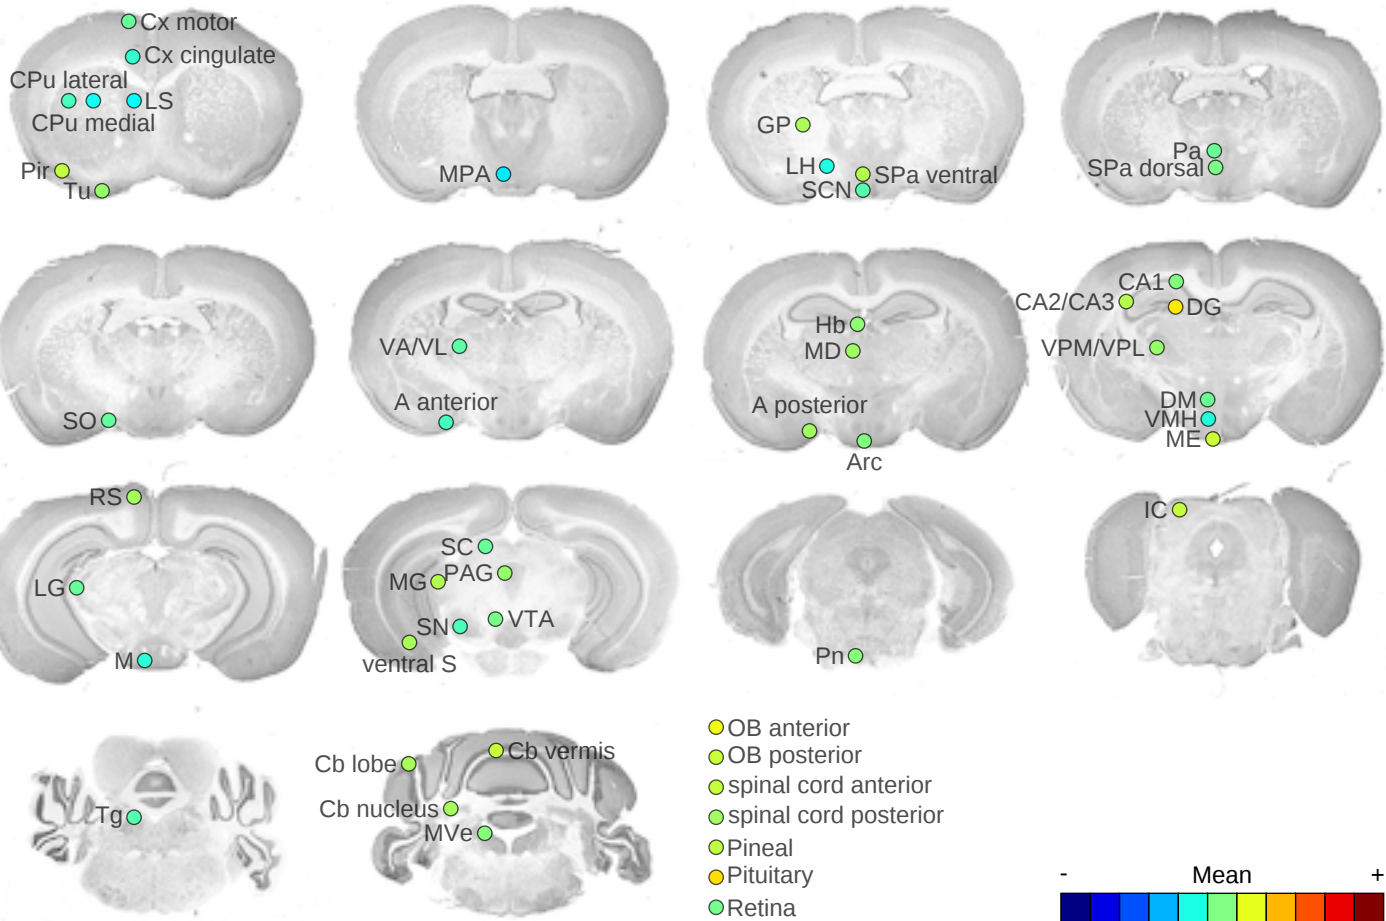 Cx motor
Cx cingulate
CPu lateral
LS
CPu medial
Pir
Tu
MPA
GP
LH
SPa ventral
SCN
Pa
SPa dorsal
SO
VA/VL
A anterior
Hb
MD
A posterior
Arc
CA1
CA2/CA3
DG
VPM/VPL
DM
VMH
ME
RS
LG
M
SC
MG
PAG
SN
VTA
ventral S
Pn
IC
Tg
Cb lobe
Cb vermis
Cb nucleus
MVe
OB anterior
OB posterior
spinal cord anterior
spinal cord posterior
Pineal
Pituitary
Retina
- Mean +